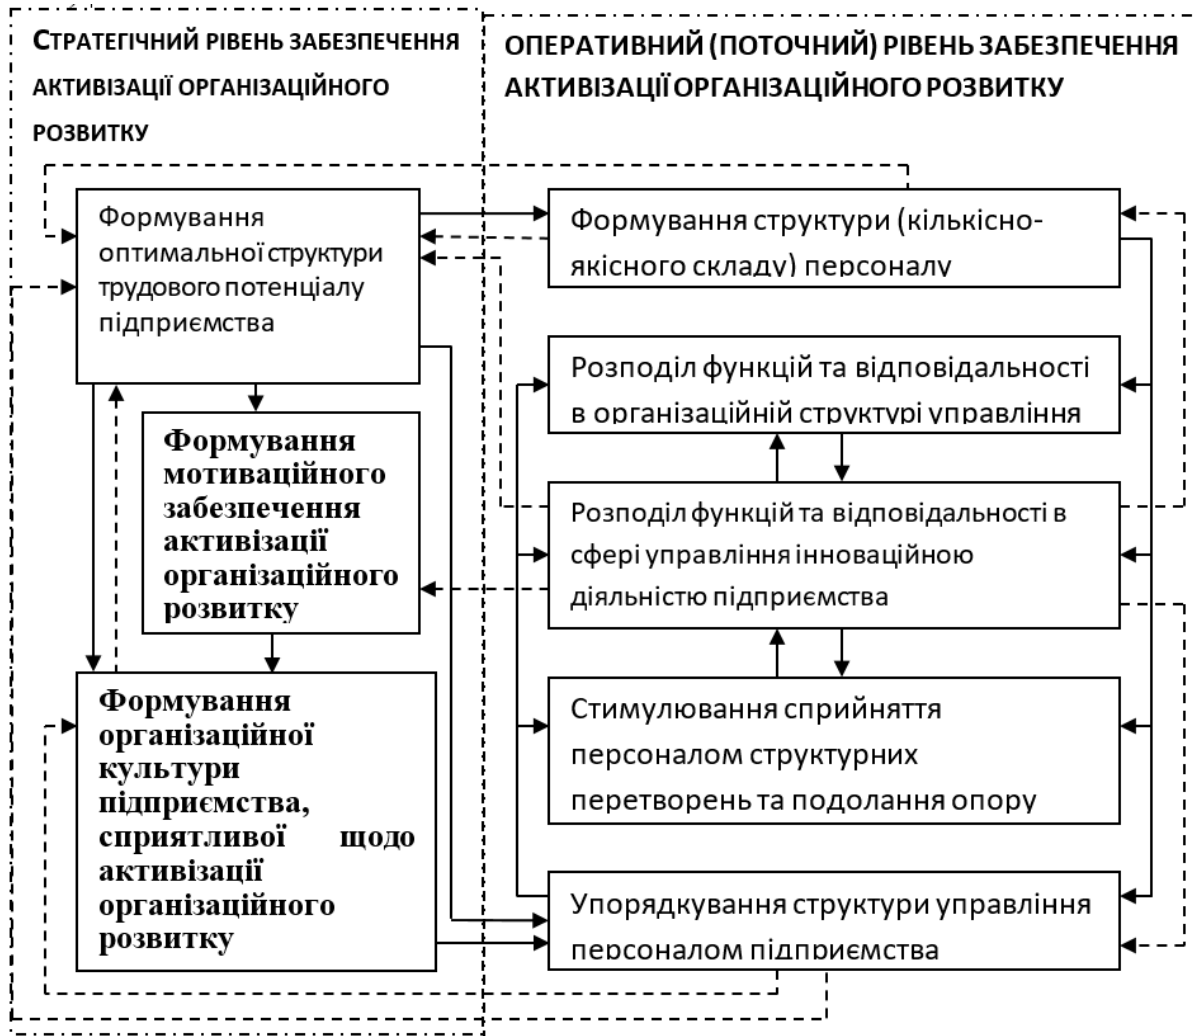 СТРАТЕГІЧНИЙ РІВЕНЬ ЗАБЕЗПЕЧЕННЯ
АКТИВІЗАЦІЇ ОРГАНІЗАЦІЙНОГО
РОЗВИТКУ
ОПЕРАТИВНИЙ (ПОТОЧНИЙ) РІВЕНЬ ЗАБЕЗПЕЧЕННЯ
АКТИВІЗАЦІЇ ОРГАНІЗАЦІЙНОГО РОЗВИТКУ
Формування
оптимальної структури
трудового потенціалу
підприємства
Формування
мотиваційного
забезпечення
активізації
організаційного
розвитку
Формування
організаційної
культури
підприємства,
сприятливої щодо
активізації
організаційного
розвитку
Формування структури (кількісно-
якісного складу) персоналу
Розподіл функцій та відповідальності
в організаційній структурі управління
Розподіл функцій та відповідальності в
сфері управління інноваційною
діяльністю підприємства
Стимулювання сприйняття
персоналом структурних
перетворень та подолання опору
Упорядкування структури управління
персоналом підприємства